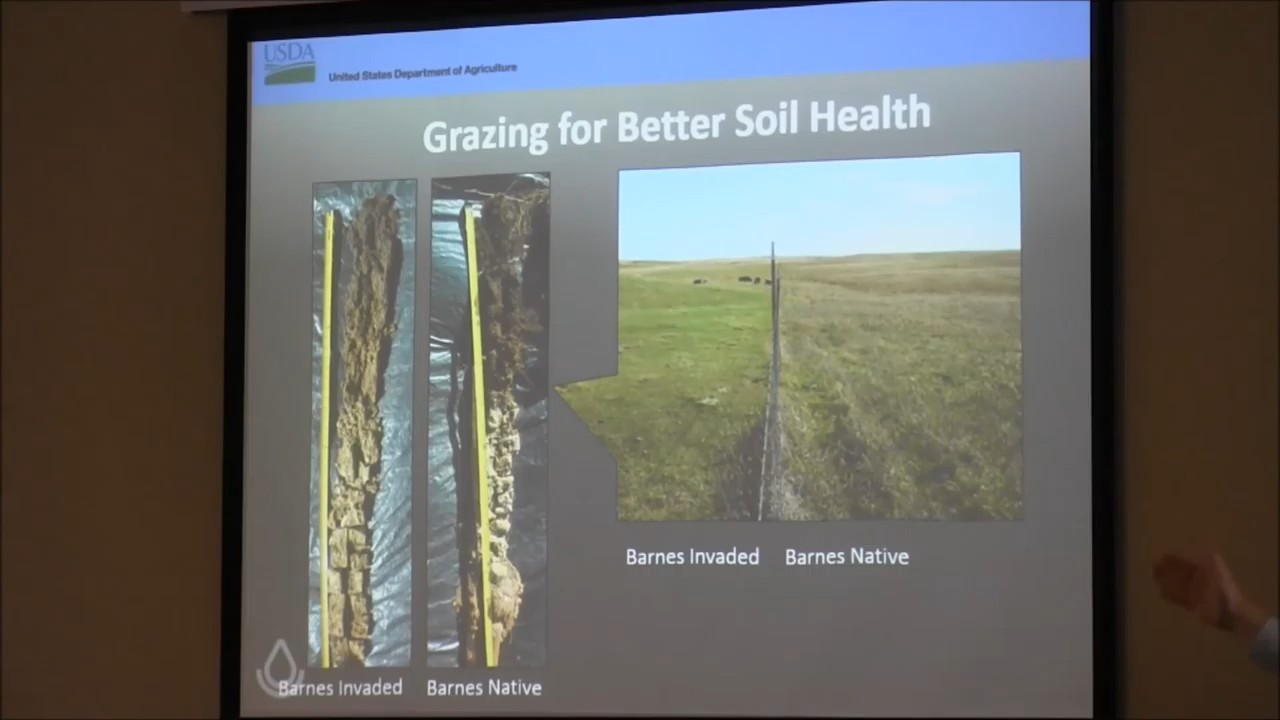 USDA
United States Department of Agriculture
Grazing for Better Soil Health
Barnes Invaded
Barnes Native
Barnes Invaded
Barnes Native